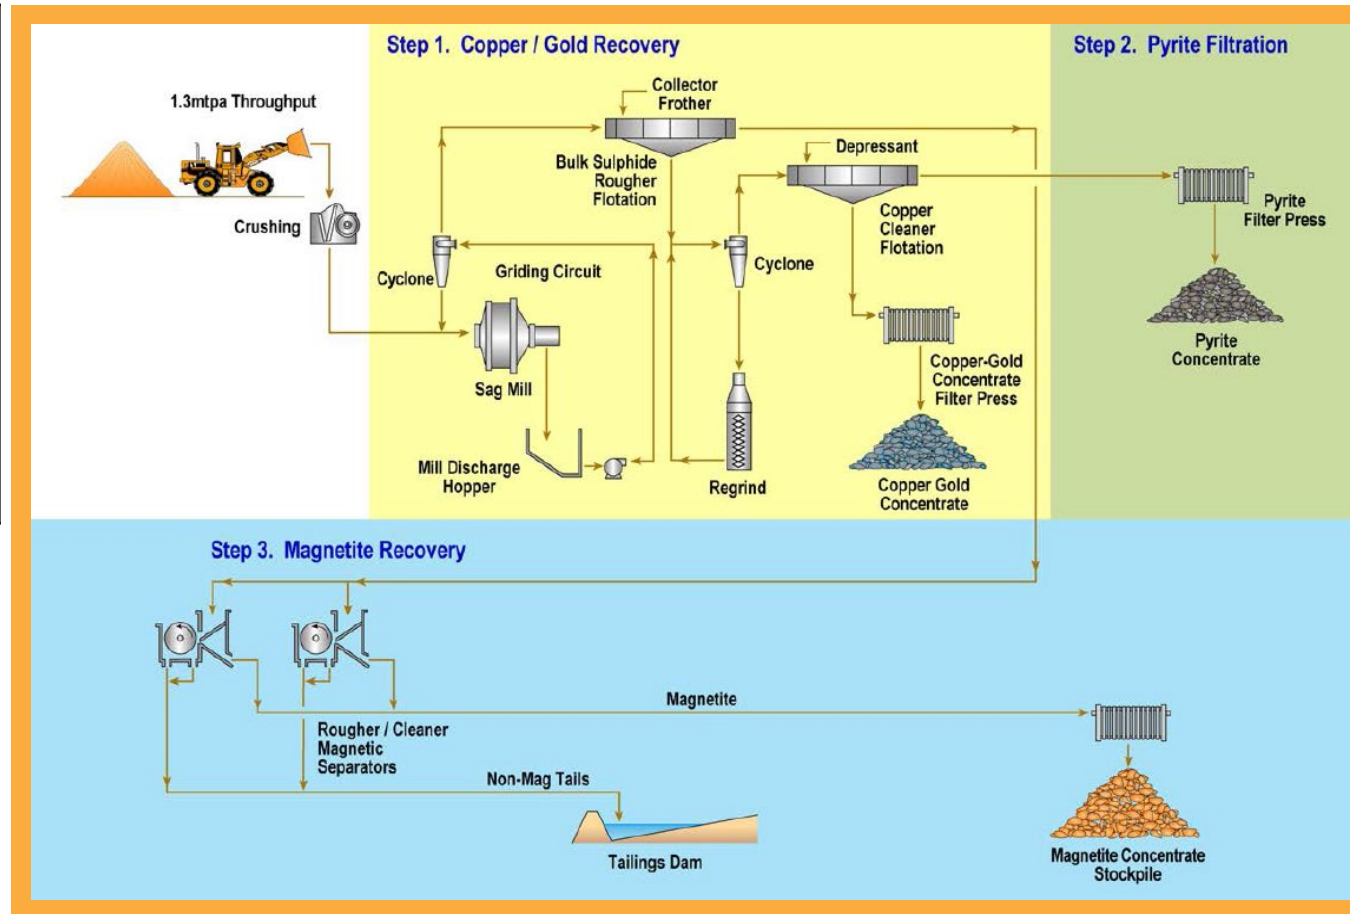 Step 1. Copper / Gold Recovery
Step 2. Pyrite Filtration
1.3mtpa Throughput
Collector
Frother
Bulk Sulphide
Rougher
Flotation
Depressant
Copper
Cleaner
Flotation
Pyrite
Filter Press
Crushing
Cyclone
Griding Circuit
Cyclone
Pyrite
Concentrate
Sag Mill
Copper-Gold
Concentrate
Filter Press
Mill Discharge
Hopper
Regrind
Copper Gold
Concentrate
Step 3. Magnetite Recovery
Magnetite
Rougher / Cleaner
Magnetic
Separators
Non-Mag Tails
Tailings Dam
Magnetite Concentrate
Stockpile